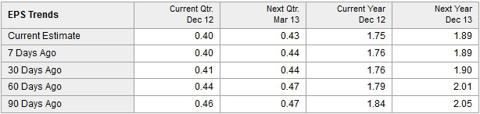 EPS Trends Current Qtr. Dec 12 Next Qtr. Mar 13 Current Year Dec 12 Next Year Dec 13
Current Estimate 0.40 0.43 1.75 1.89
7 Days Ago 0.40 0.44 1.76 1.89
30 Days Ago 0.41 0.44 1.76 1.90
60 Days Ago 0.44 0.47 1.79 2.01
90 Days Ago 0.46 0.47 1.84 2.05